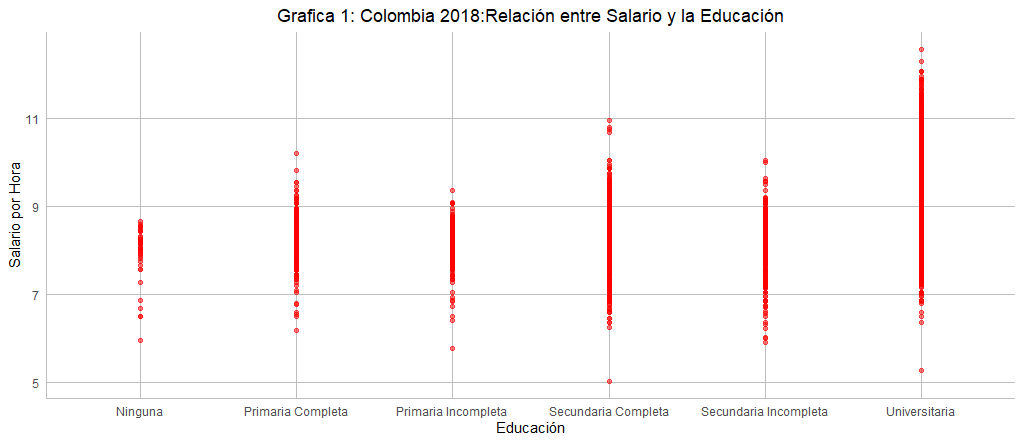 Grafica 1: Colombia 2018:Relación entre Salario y la Educación
Salario por Hora
11
9
7
5
Ninguna Primaria Completa Primaria Incompleta Secundaria Completa Secundaria Incompleta Universitaria
Educación